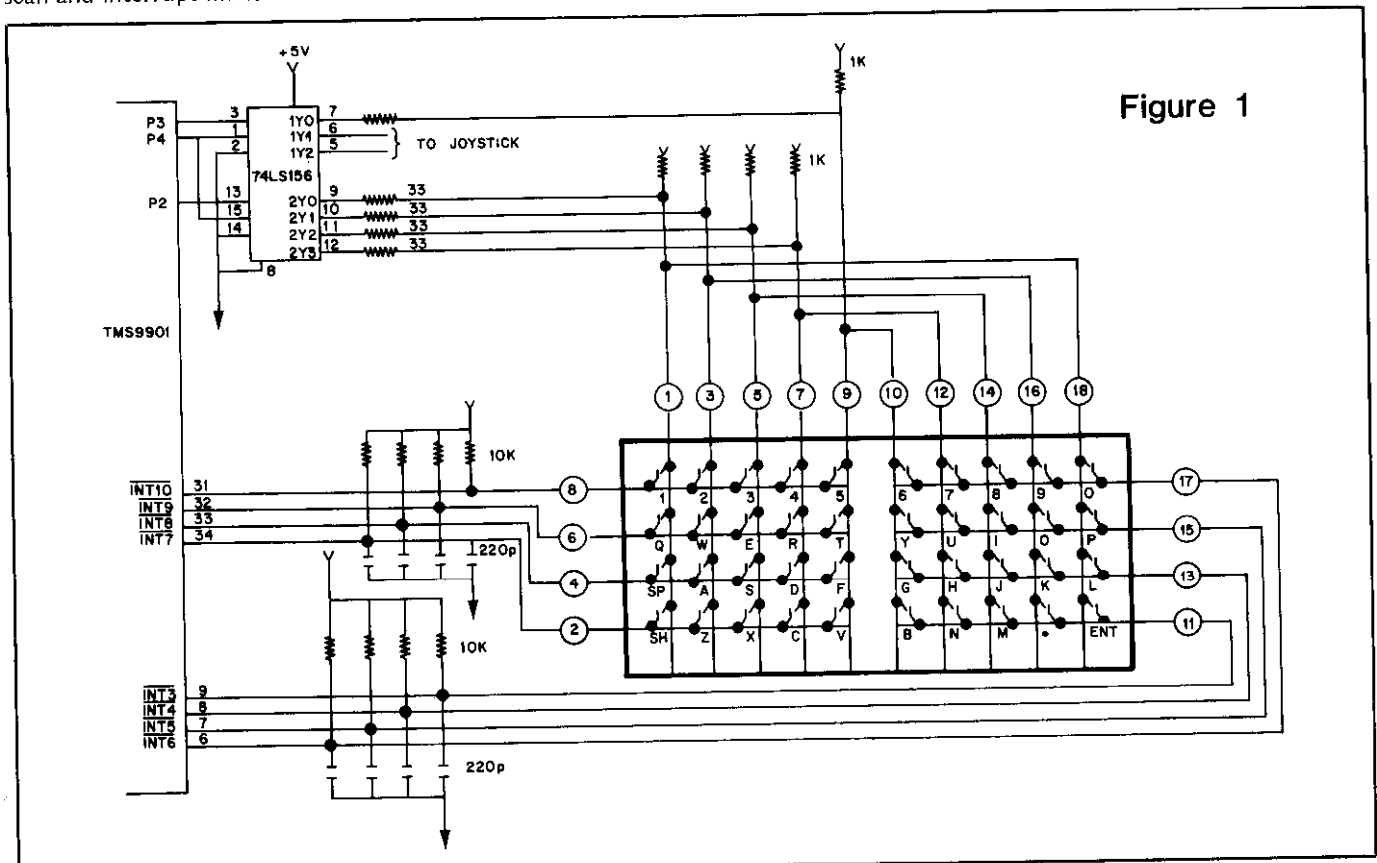 +5V
1K
Figure 1
P3
P4
3
1
2
1Y0
1Y1
1Y2
7
6
5
TO JOYSTICK
1K
74LS156
P2
13
15
14
2Y0
2Y1
2Y2
2Y3
9
10
11
12
33
33
33
33
8
TMS9901
1
3
5
7
9
10
12
14
16
18
10K
INT10 31
INT9 32
INT8 33
INT7 34
220p
8
6
4
2
1 2 3 4 5 6 7 8 9 0
Q W E R T Y U I O P
SP A S D F G H J K L
SH Z X C V B N M . ENT
17
15
13
11
10K
INT3 9
INT4 8
INT5 7
INT6 6
220p